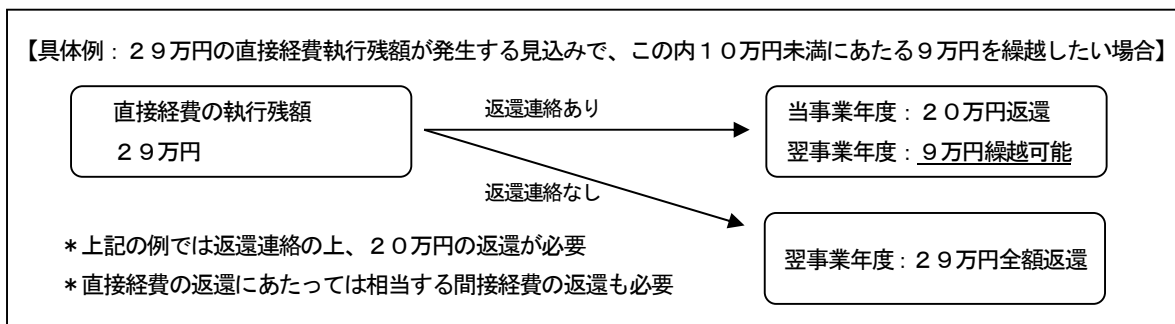 【具体例：２９万円の直接経費執行残額が発生する見込みで、この内１０万円未満にあたる９万円を繰越したい場合】
直接経費の執行残額
２９万円
返還連絡あり
当事業年度：２０万円返還
翌事業年度：９万円繰越可能
返還連絡なし
翌事業年度：２９万円全額返還
＊上記の例では返還連絡の上、２０万円の返還が必要
＊直接経費の返還にあたっては相当する間接経費の返還も必要